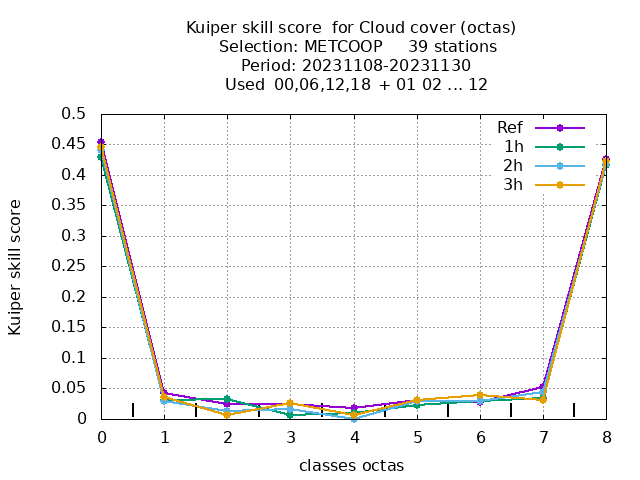 Kuiper skill score  for Cloud cover (octas)
Selection: METCOOP     39 stations
Period: 20231108-20231130
Used  00,06,12,18 + 01 02 ... 12
0.5
0.45
0.4
0.35
0.3
0.25
0.2
0.15
0.1
0.05
0
Kuiper skill score
Ref
1h
2h
3h
0 1 2 3 4 5 6 7 8
classes octas